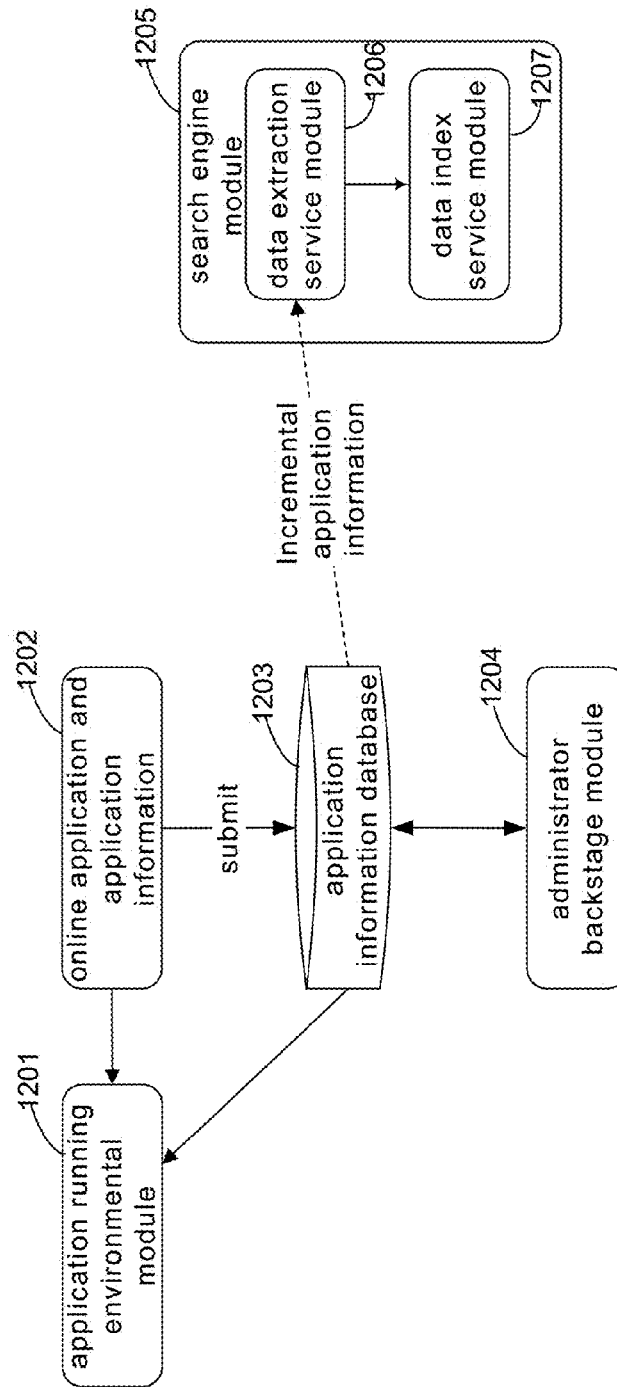 1201
application running
environmental
module
1202
online application and
application
information
submit
1203
application
information database
1204
administrator
backstage module
Incremental
application
information
1205
search engine
module
data extraction
service module
1206
data index
service module
1207